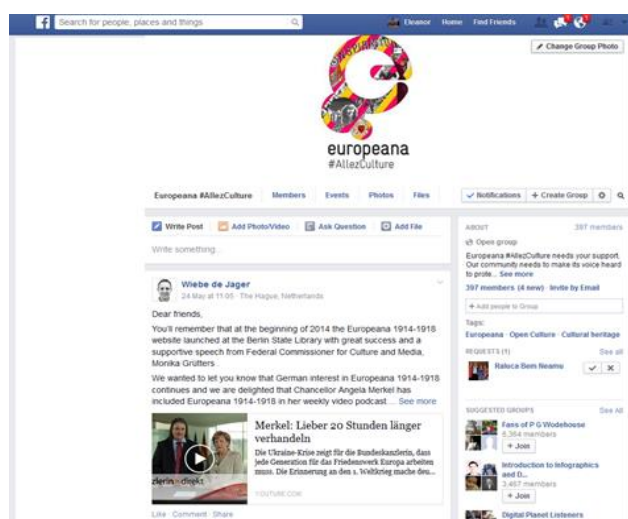 Search for people, places and things
Eleanor Home Find Friends
Change Group Photo
europeana
#AllezCulture
Europeana #AllezCulture Members Events Photos Files
Notifications + Create Group
Write Post Add Photo/Video Ask Question Add File
Write something...
Wiebe de Jager
24 May at 11:05 · The Hague, Netherlands
Dear friends,
You'll remember that at the beginning of 2014 the Europeana 1914-1918
website launched at the Berlin State Library with great success and a
supportive speech from Federal Commissioner for Culture and Media,
Monika Grütters.
We wanted to let you know that German interest in Europeana 1914-1918
continues and we are delighted that Chancellor Angela Merkel has
included Europeana 1914-1918 in her weekly video podcast.... See more
Merkel: Lieber 20 Stunden länger
verhandeln
Die Ukraine-Krise zeigt für die Bundeskanzlerin, dass
jede Generation für das Friedenswerk Europa arbeiten
muss. Die Erinnerung an den 1. Weltkrieg mache deu...
YOUTUBE.COM
Like · Comment · Share
ABOUT 397 members
Open group
Europeana #AllezCulture needs your support.
Our community needs to make its voice heard
to prote... See more
397 members (4 new) · Invite by Email
+ Add people to Group
Tags:
Europeana · Open Culture · Cultural heritage
REQUESTS (1) See all
Raluca Bem Neamu
SUGGESTED GROUPS See All
Fans of P G Wodehouse
members
+ Join
Introduction to Infographics
and D...
3,467 members
+ Join
Digital Planet Listeners